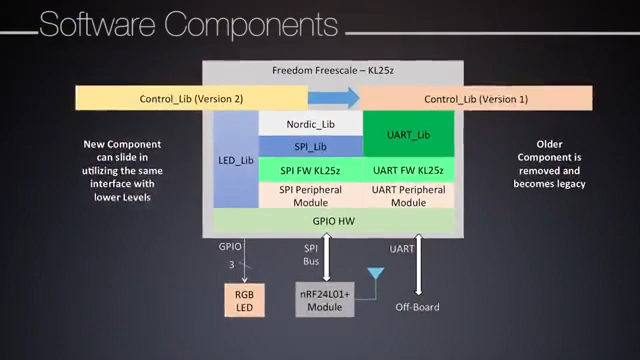 Software Components
Freedom Freescale – KL25z
Control_Lib (Version 2)
Control_Lib (Version 1)
New Component
can slide in
utilizing the same
interface with
lower Levels
Nordic_Lib
UART_Lib
SPI_Lib
LED_Lib
SPI FW KL25z
UART FW KL25z
SPI Peripheral
Module
UART Peripheral
Module
GPIO HW
Older
Component is
removed and
becomes legacy
GPIO
3
SPI
Bus
UART
RGB
LED
nRF24L01+
Module
Off-Board